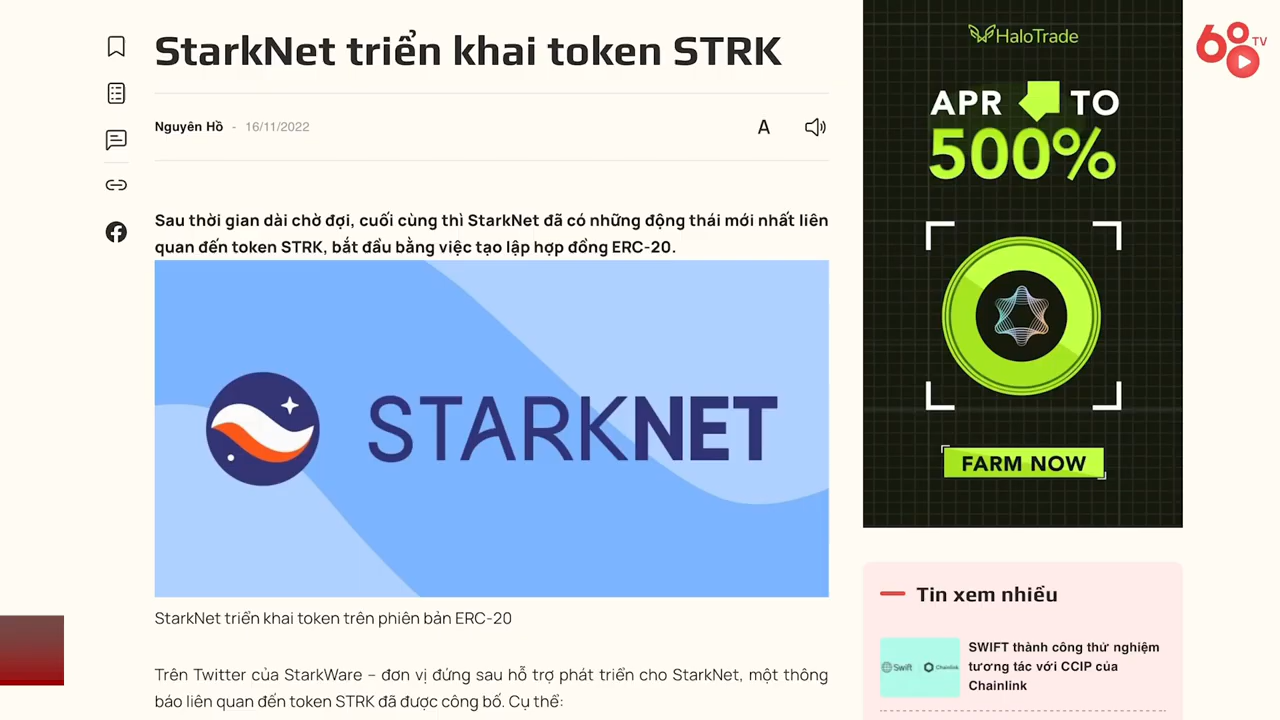 StarkNet triển khai token STRK
Nguyên Hồ - 16/11/2022
A
Sau thời gian dài chờ đợi, cuối cùng thì StarkNet đã có những động thái mới nhất liên
quan đến token STRK, bắt đầu bằng việc tạo lập hợp đồng ERC-20.
STARKNET
StarkNet triển khai token trên phiên bản ERC-20
Trên Twitter của StarkWare – đơn vị đứng sau hỗ trợ phát triển cho StarkNet, một thông
báo liên quan đến token STRK đã được công bố. Cụ thể:
HaloTrade
APR TO
500%
FARM NOW
68 TV
Tin xem nhiều
Swift Chainlink
SWIFT thành công thử nghiệm
tương tác với CCIP của
Chainlink